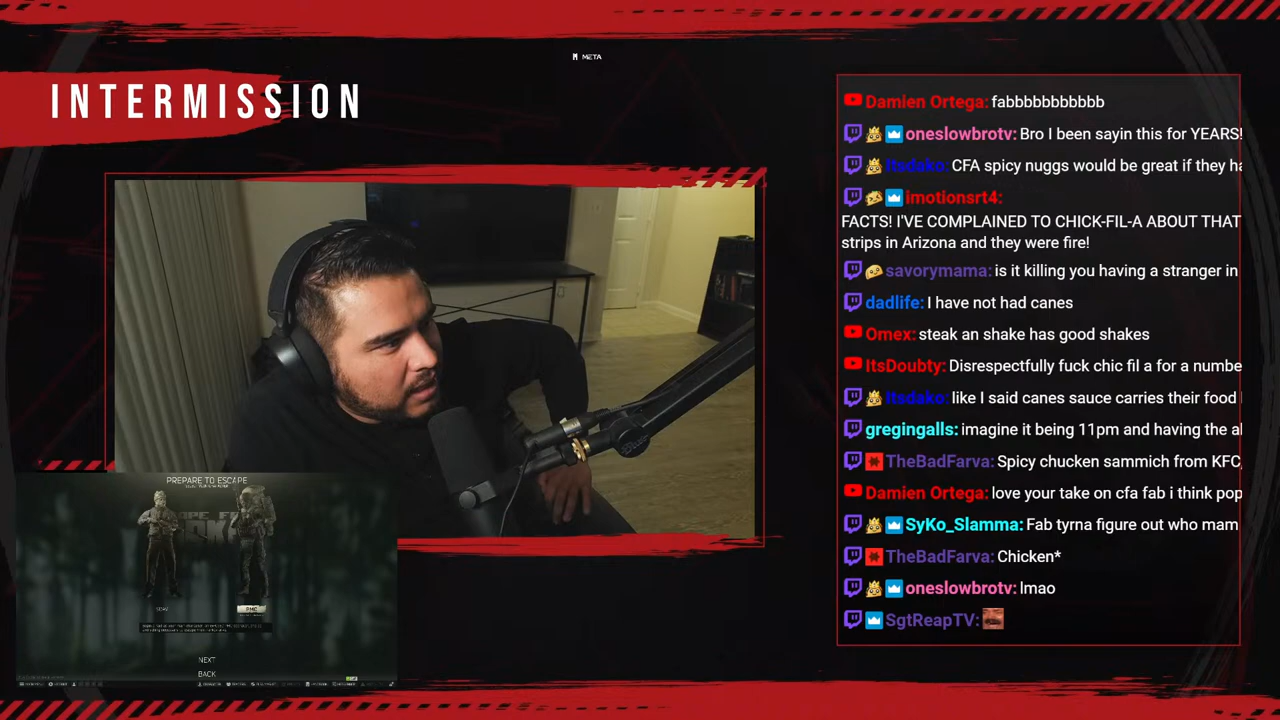 META
INTERMISSION
Damien Ortega: fabbbbbbbbbbb
oneslowbrotv: Bro I been sayin this for YEARS!
Itsdako: CFA spicy nuggs would be great if they ha
imotionsrt4:
FACTS! I'VE COMPLAINED TO CHICK-FIL-A ABOUT THAT
strips in Arizona and they were fire!
savorymama: is it killing you having a stranger in
dadlife: I have not had canes
Omex: steak an shake has good shakes
ItsDoubty: Disrespectfully fuck chic fil a for a numbe
Itsdako: like I said canes sauce carries their food
gregingalls: imagine it being 11pm and having the al
TheBadFarva: Spicy chucken sammich from KFC,
Damien Ortega: love your take on cfa fab i think pop
SyKo_Slamma: Fab tyrna figure out who mam
TheBadFarva: Chicken*
oneslowbrotv: lmao
SgtReapTV:
PREPARE TO ESCAPE
PMC
NEXT
BACK